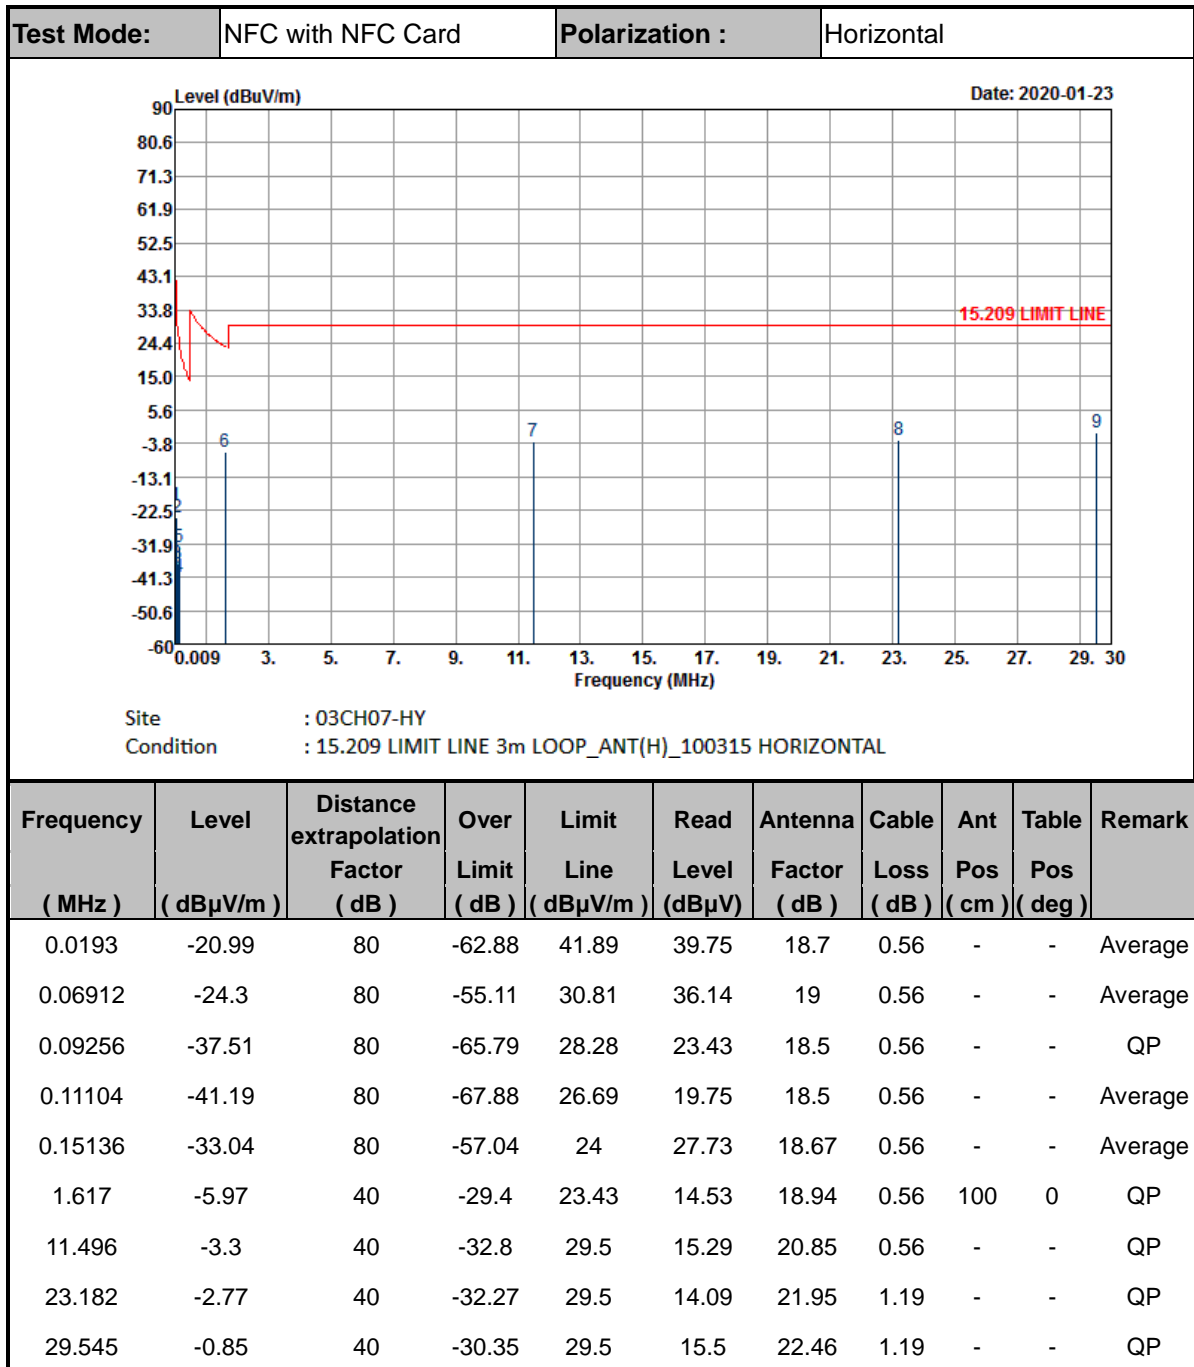 Test Mode: NFC with NFC Card Polarization : Horizontal
Level (dBuV/m) Date: 2020-01-23
90
80.6
71.3
61.9
52.5
43.1
33.8
15.209 LIMIT LINE
24.4
15.0
5.6
-3.8
-13.1
-22.5
-31.9
-41.3
-50.6
-60
1
2
5
6
7
8
9
0.009 3. 5. 7. 9. 11. 13. 15. 17. 19. 21. 23. 25. 27. 29. 30
Frequency (MHz)
Site : 03CH07-HY
Condition : 15.209 LIMIT LINE 3m LOOP_ANT(H)_100315 HORIZONTAL
Frequency Level Distance extrapolation Over Limit Read Antenna Cable Ant Table Remark
Factor Limit Line Level Factor Loss Pos Pos
( MHz ) ( dBµV/m ) ( dB ) ( dB ) ( dBµV/m ) (dBµV) ( dB ) ( dB ) ( cm ) ( deg )
0.0193 -20.99 80 -62.88 41.89 39.75 18.7 0.56 - - Average
0.06912 -24.3 80 -55.11 30.81 36.14 19 0.56 - - Average
0.09256 -37.51 80 -65.79 28.28 23.43 18.5 0.56 - - QP
0.11104 -41.19 80 -67.88 26.69 19.75 18.5 0.56 - - Average
0.15136 -33.04 80 -57.04 24 27.73 18.67 0.56 - - Average
1.617 -5.97 40 -29.4 23.43 14.53 18.94 0.56 100 0 QP
11.496 -3.3 40 -32.8 29.5 15.29 20.85 0.56 - - QP
23.182 -2.77 40 -32.27 29.5 14.09 21.95 1.19 - - QP
29.545 -0.85 40 -30.35 29.5 15.5 22.46 1.19 - - QP